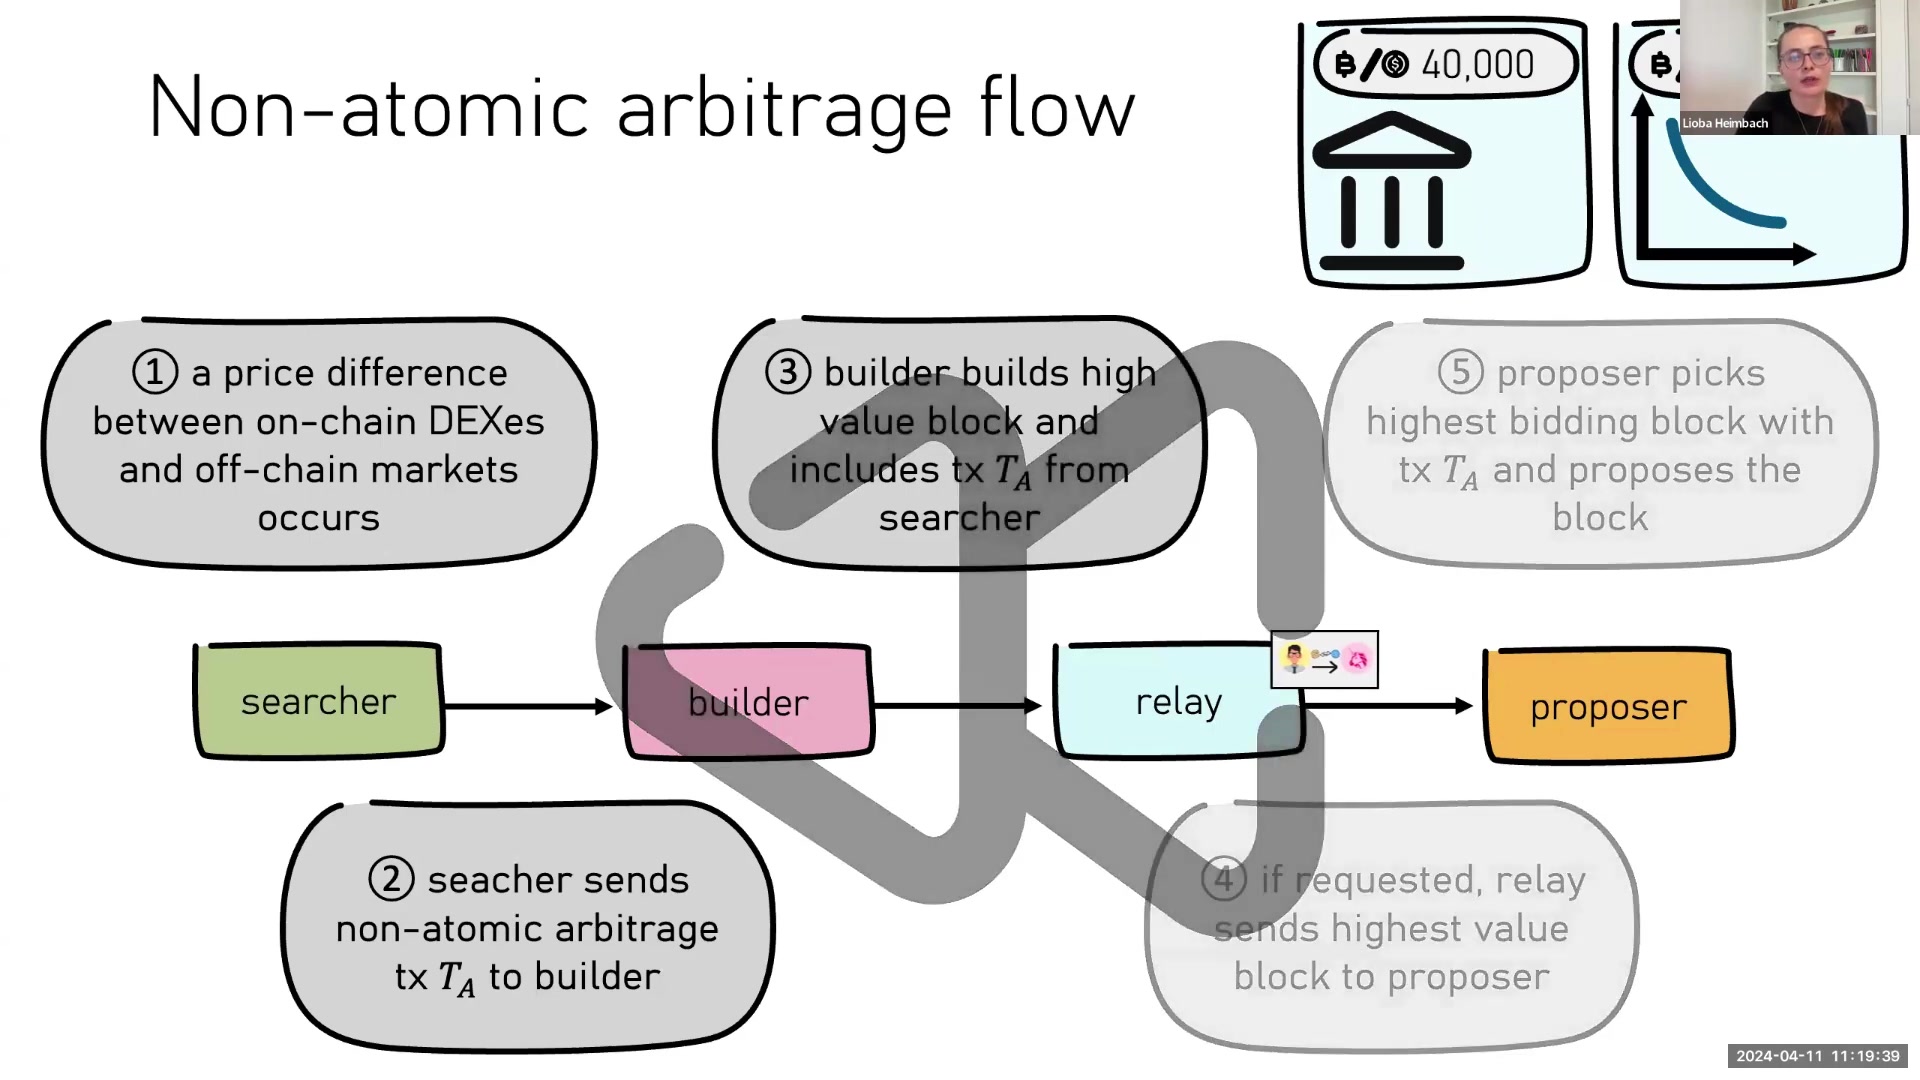 Non-atomic arbitrage flow
₿/$ 40,000
₿/
Lioba Heimbach
① a price difference
between on-chain DEXes
and off-chain markets
occurs
③ builder builds high
value block and
includes tx T_A from
searcher
⑤ proposer picks
highest bidding block with
tx T_A and proposes the
block
searcher
builder
relay
proposer
② seacher sends
non-atomic arbitrage
tx T_A to builder
④ if requested, relay
sends highest value
block to proposer
2024-04-11 11:19:39